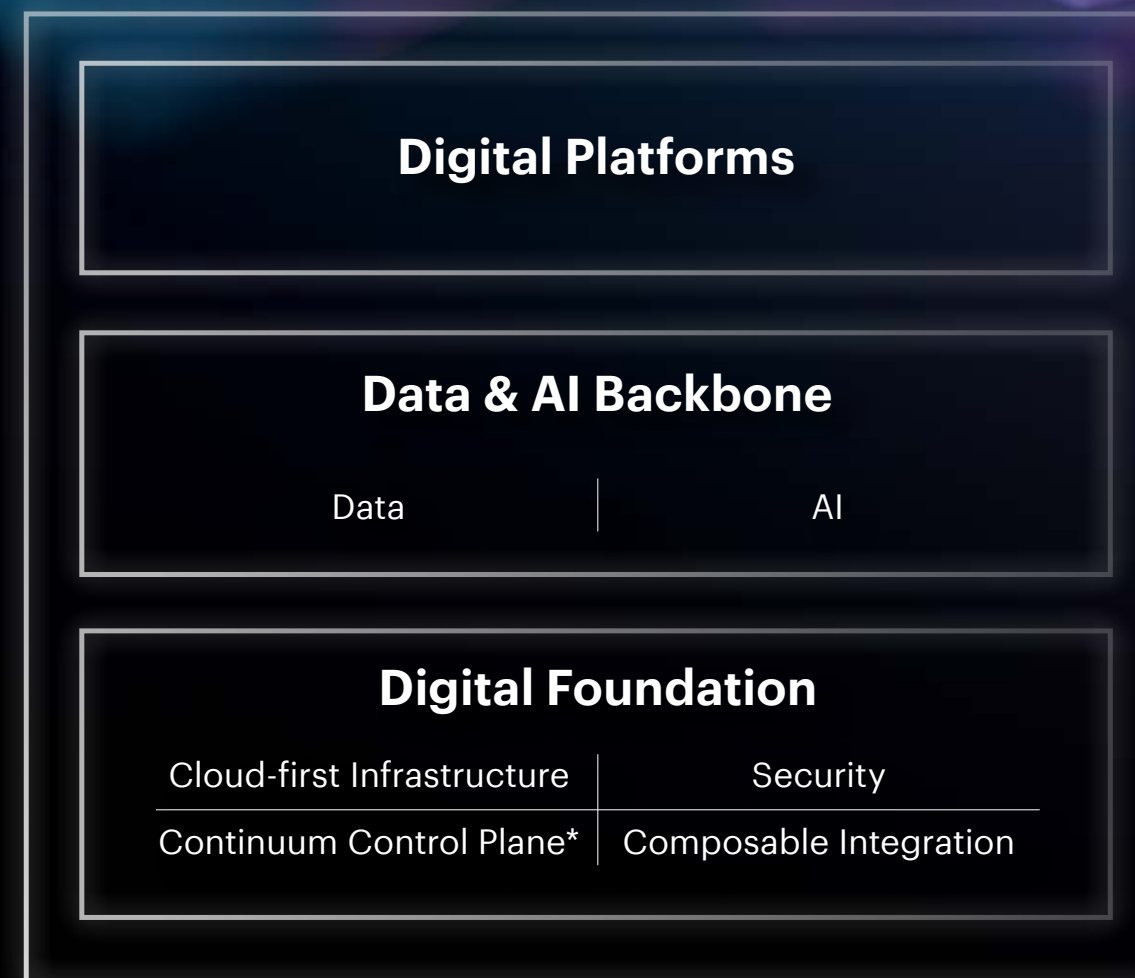 Digital Platforms
Data & AI Backbone
Data
AI
Digital Foundation
Cloud-first Infrastructure
Security
Continuum Control Plane*
Composable Integration